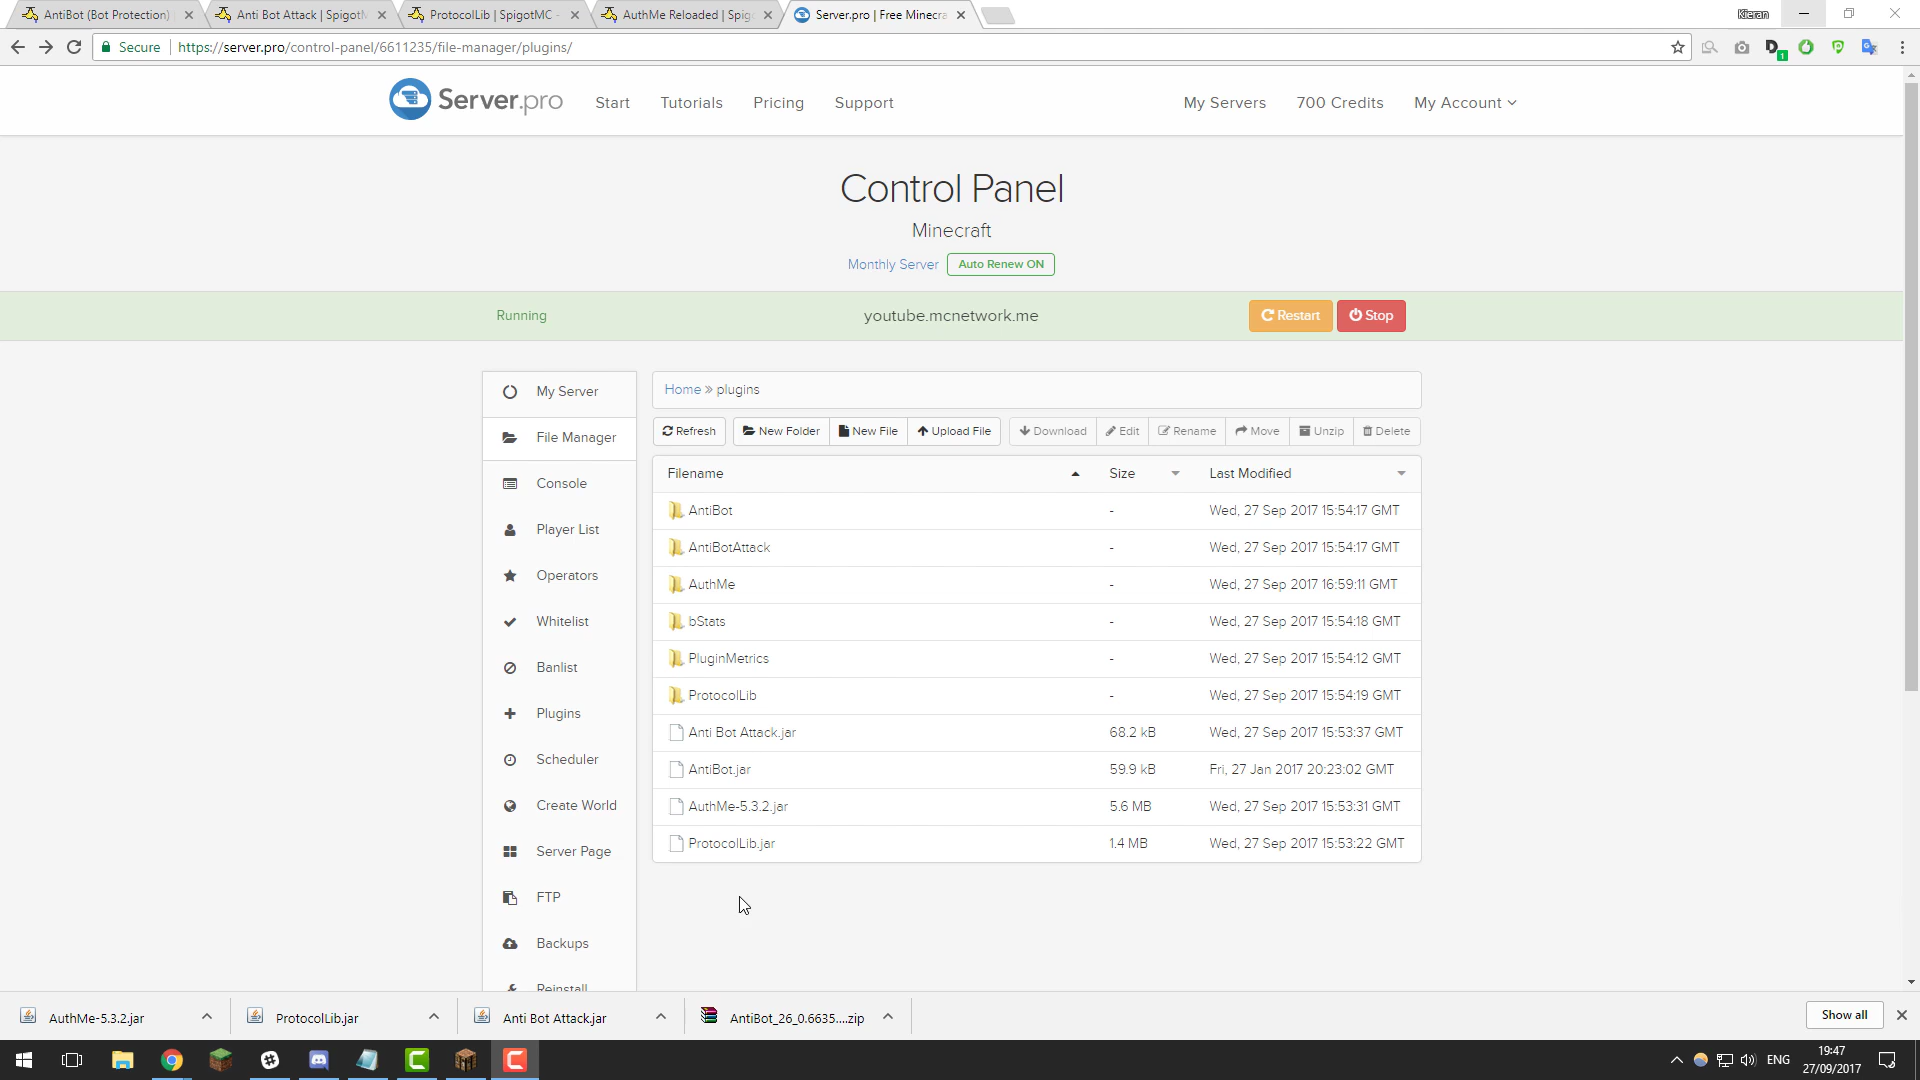 AntiBot (Bot Protection)
Anti Bot Attack | SpigotM
ProtocolLib | SpigotMC -
AuthMe Reloaded | Spig
Server.pro | Free Minecra
Kieran
Secure
https://server.pro/control-panel/6611235/file-manager/plugins/
1
Server.pro
Start
Tutorials
Pricing
Support
My Servers
700 Credits
My Account
Control Panel
Minecraft
Monthly Server
Auto Renew ON
Running
youtube.mcnetwork.me
Restart
Stop
My Server
File Manager
Console
Player List
Operators
Whitelist
Banlist
Plugins
Scheduler
Create World
Server Page
FTP
Backups
Reinstall
Home » plugins
Refresh
New Folder
New File
Upload File
Download
Edit
Rename
Move
Unzip
Delete
Filename Size Last Modified
AntiBot - Wed, 27 Sep 2017 15:54:17 GMT
AntiBotAttack - Wed, 27 Sep 2017 15:54:17 GMT
AuthMe - Wed, 27 Sep 2017 16:59:11 GMT
bStats - Wed, 27 Sep 2017 15:54:18 GMT
PluginMetrics - Wed, 27 Sep 2017 15:54:12 GMT
ProtocolLib - Wed, 27 Sep 2017 15:54:19 GMT
Anti Bot Attack.jar 68.2 kB Wed, 27 Sep 2017 15:53:37 GMT
AntiBot.jar 59.9 kB Fri, 27 Jan 2017 20:23:02 GMT
AuthMe-5.3.2.jar 5.6 MB Wed, 27 Sep 2017 15:53:31 GMT
ProtocolLib.jar 1.4 MB Wed, 27 Sep 2017 15:53:22 GMT
AuthMe-5.3.2.jar
ProtocolLib.jar
Anti Bot Attack.jar
AntiBot_26_0.6635....zip
Show all
ENG
19:47
27/09/2017